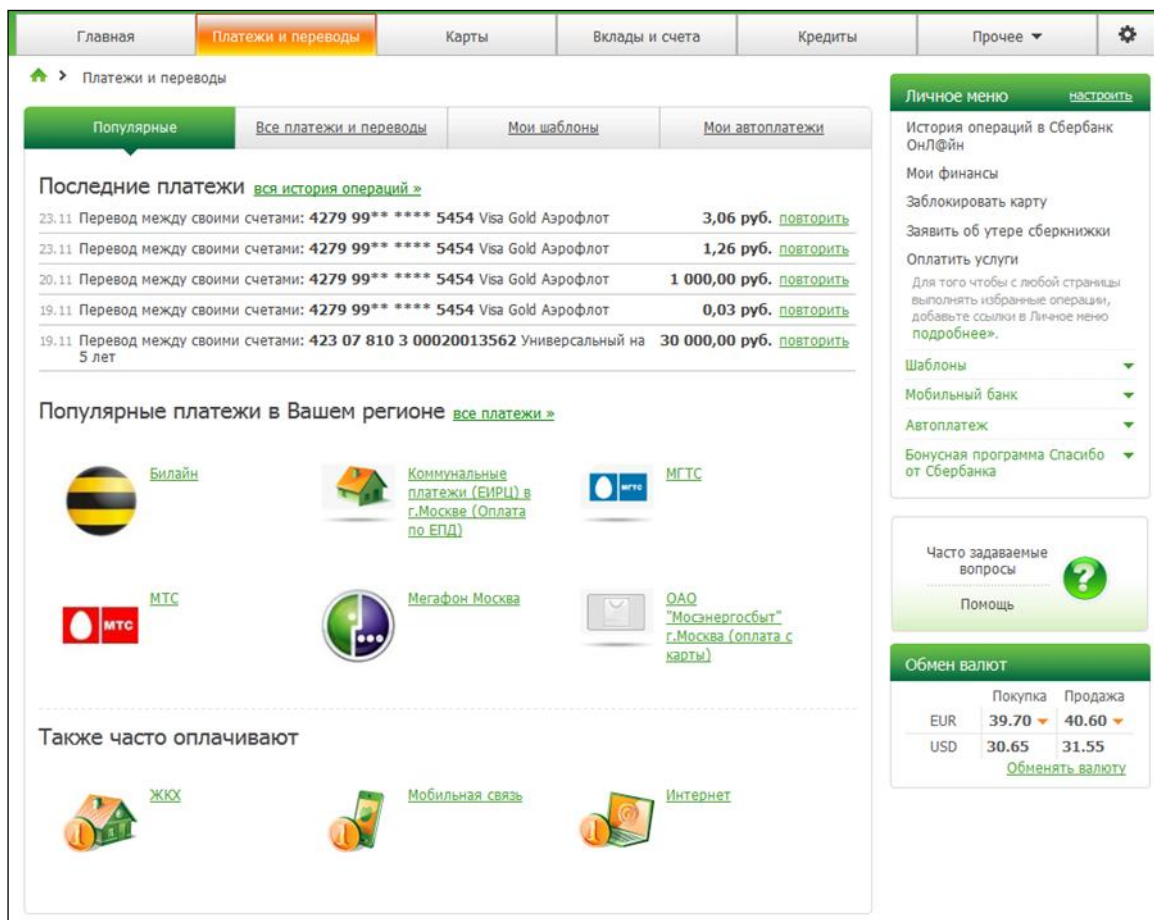 Главная
Платежи и переводы
Карты
Вклады и счета
Кредиты
Прочее
Платежи и переводы
Популярные
Все платежи и переводы
Мои шаблоны
Мои автоплатежи
Последние платежи вся история операций »
23.11 Перевод между своими счетами: 4279 99** **** 5454 Visa Gold Аэрофлот 3,06 руб. повторить
23.11 Перевод между своими счетами: 4279 99** **** 5454 Visa Gold Аэрофлот 1,26 руб. повторить
20.11 Перевод между своими счетами: 4279 99** **** 5454 Visa Gold Аэрофлот 1 000,00 руб. повторить
19.11 Перевод между своими счетами: 4279 99** **** 5454 Visa Gold Аэрофлот 0,03 руб. повторить
19.11 Перевод между своими счетами: 423 07 810 3 00020013562 Универсальный на 30 000,00 руб. повторить
5 лет
Популярные платежи в Вашем регионе все платежи »
Билайн
Коммунальные
платежи (ЕИРЦ) в
г.Москве (Оплата
по ЕПД)
МГТС
МГТС
МТС
МТС
Мегафон Москва
ОАО
"Мосэнергосбыт"
г.Москва (оплата с
карты)
Также часто оплачивают
ЖКХ
Мобильная связь
Интернет
Личное меню настроить
История операций в Сбербанк
ОнЛ@йн
Мои финансы
Заблокировать карту
Заявить об утере сберкнижки
Оплатить услуги
Для того чтобы с любой страницы
выполнять избранные операции,
добавьте ссылки в Личное меню
подробнее».
Шаблоны
Мобильный банк
Автоплатеж
Бонусная программа Спасибо
от Сбербанка
Часто задаваемые
вопросы
Помощь
?
Обмен валют
Покупка Продажа
EUR 39.70 40.60
USD 30.65 31.55
Обменять валюту